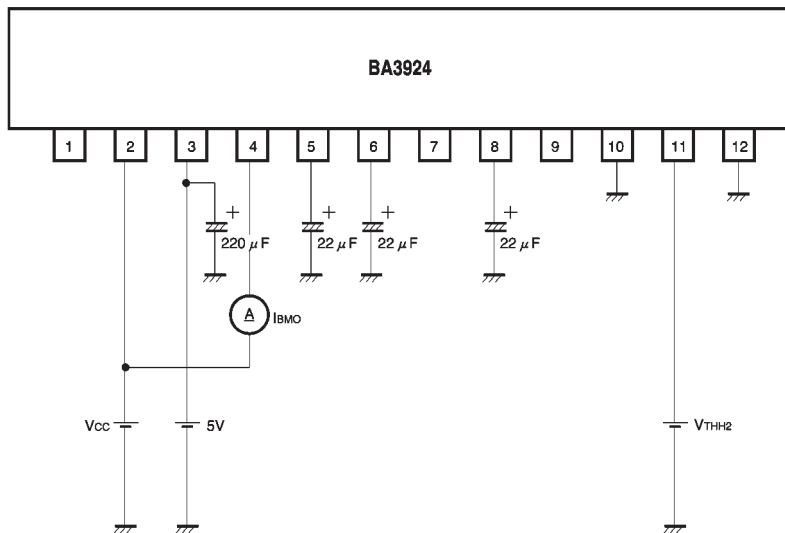 BA3924
1 2 3 4 5 6 7 8 9 10 11 12
+ + + +
220 μF 22 μF 22 μF 22 μF
A IBMO
VCC 5V VTHH2